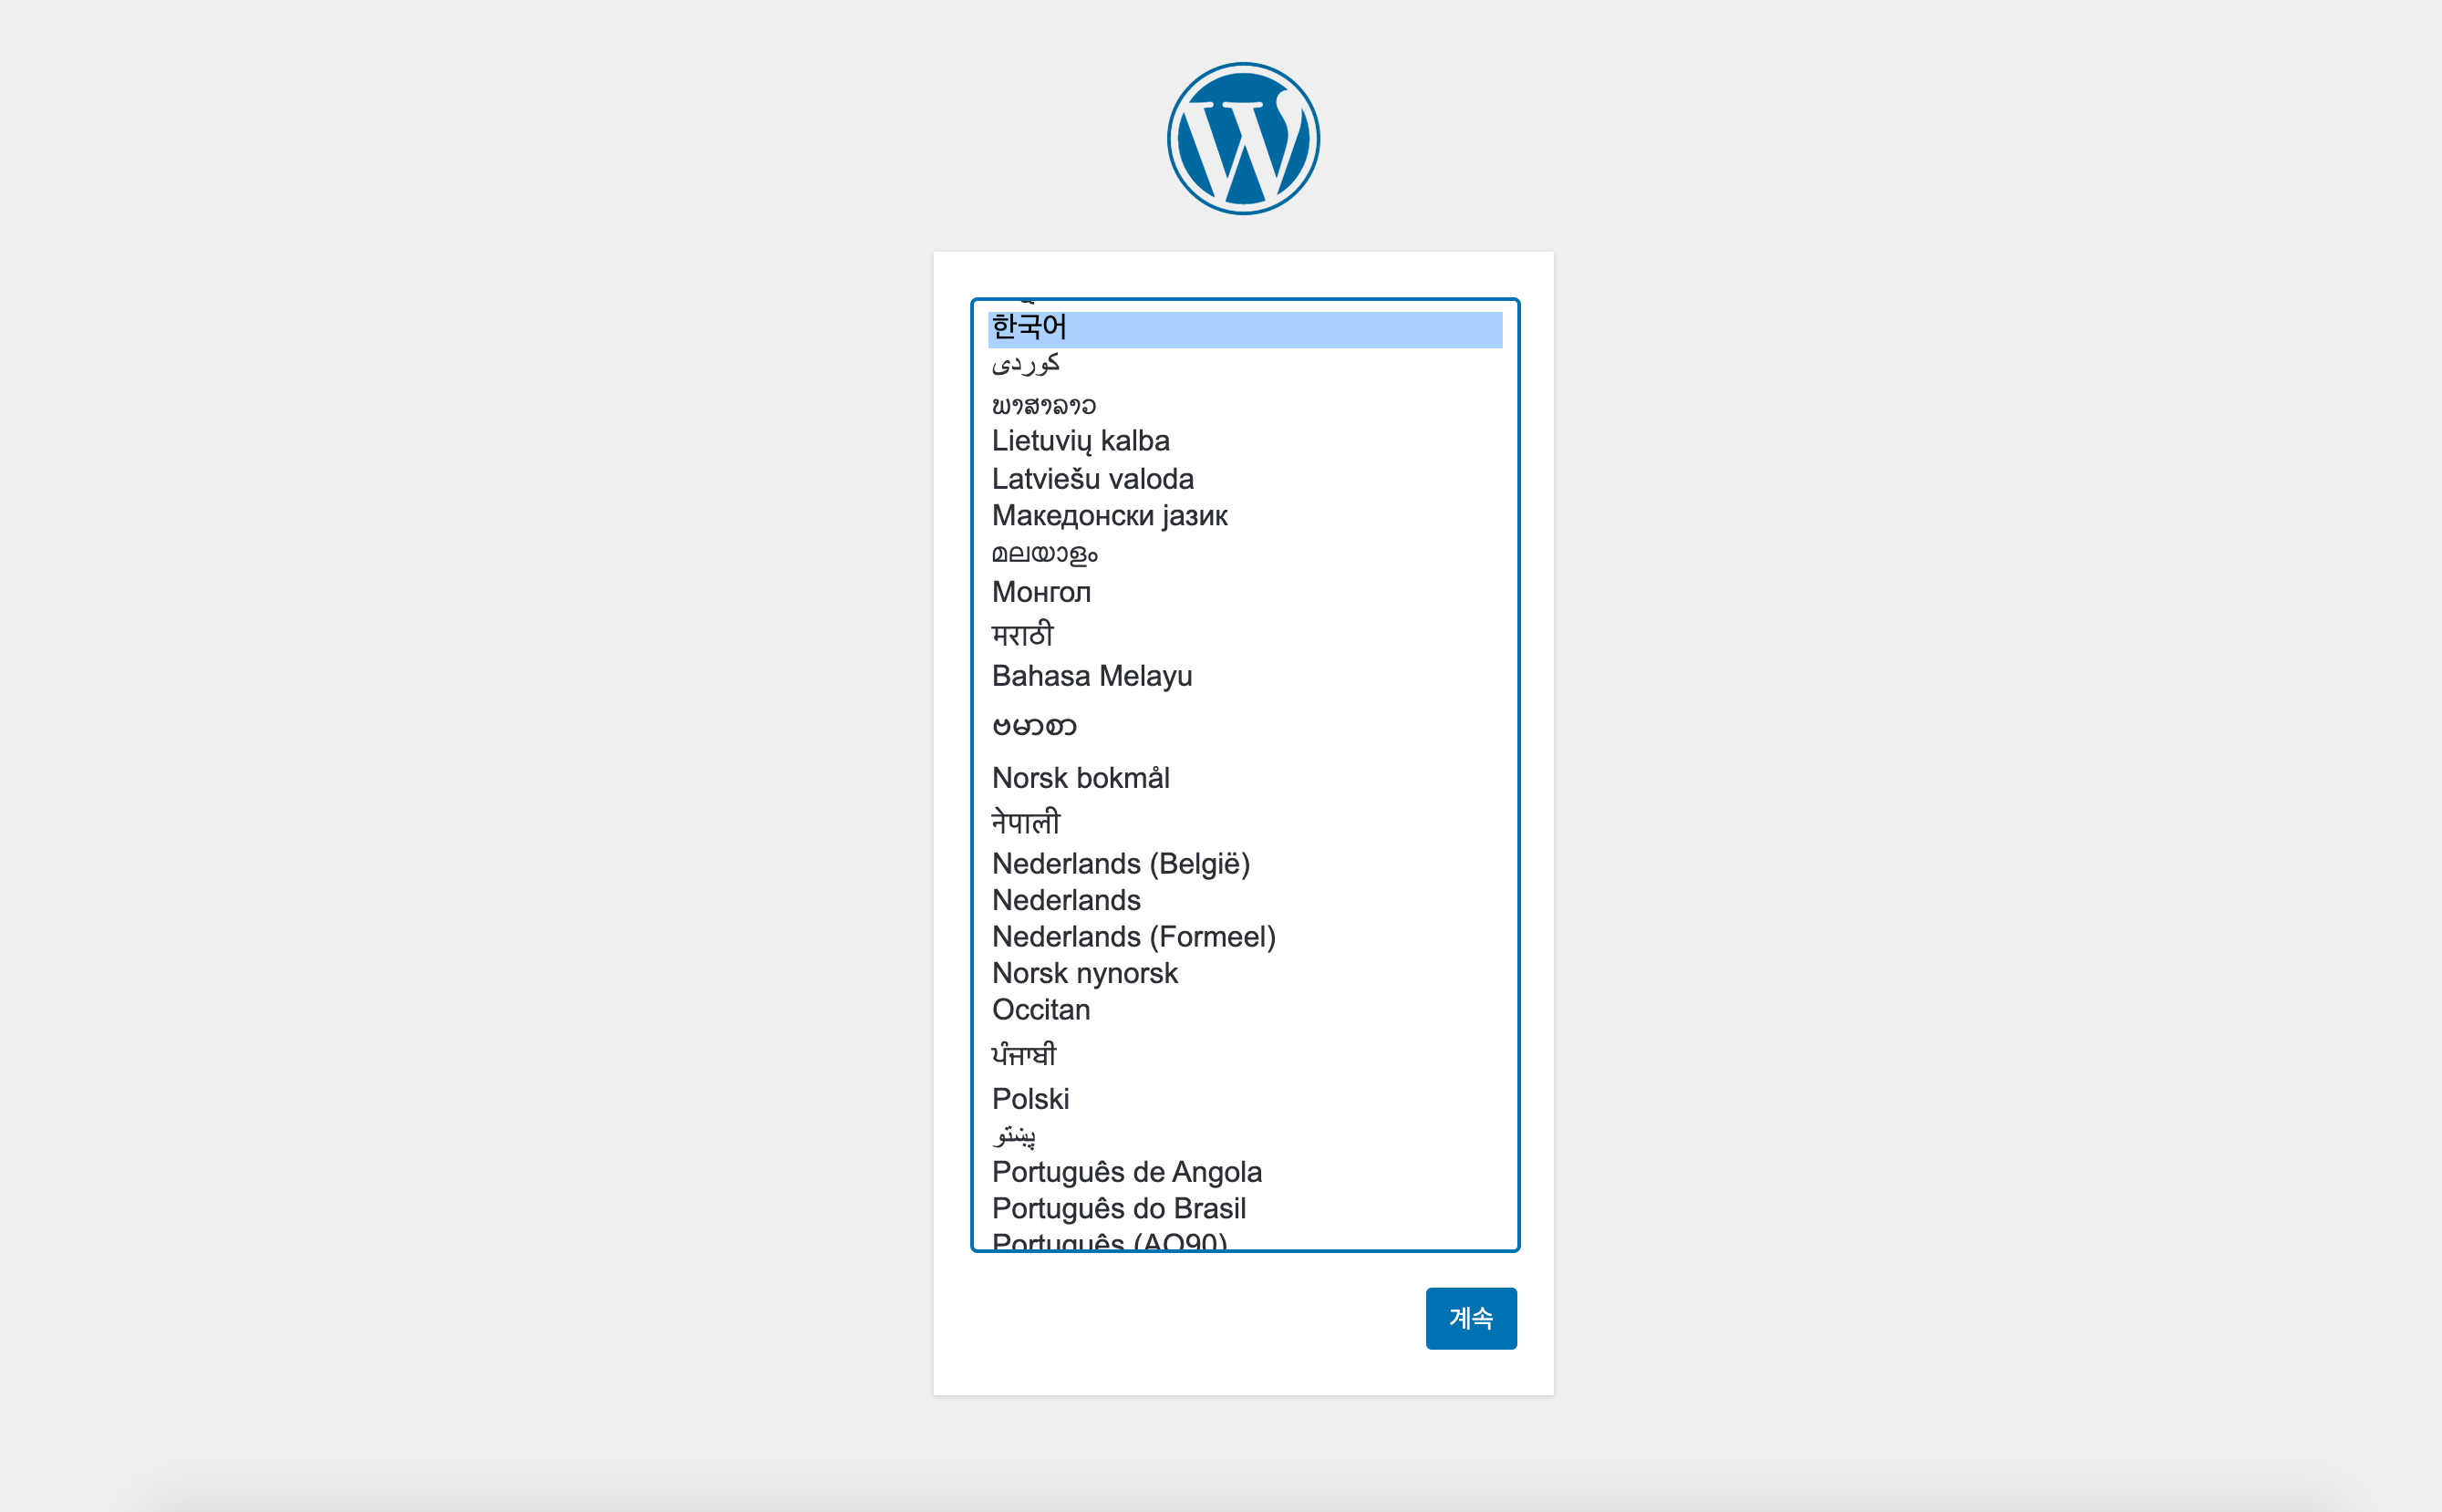 한국어
كوردی
ພາສາລາວ
Lietuvių kalba
Latviešu valoda
Македонски јазик
മലയാളം
Монгол
मराठी
Bahasa Melayu
ဗမာစာ
Norsk bokmål
नेपाली
Nederlands (België)
Nederlands
Nederlands (Formeel)
Norsk nynorsk
Occitan
ਪੰਜਾਬੀ
Polski
پښتو
Português de Angola
Português do Brasil
Português (AO90)
계속